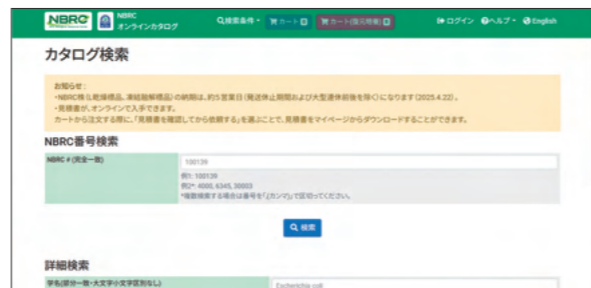 NBRC NBRC
オンラインカタログ 検索条件 カート 0 カート(復元培養) 0 ログイン ヘルプ English
カタログ検索
お知らせ:
・NBRC株（L乾燥標品、凍結融解標品）の納期は、約5営業日（発送休止期間および大型連休前後を除く）になります（2025.4.22）。
・見積書が、オンラインで入手できます。
カートから注文する際に、「見積書を確認してから依頼する」を選ぶことで、見積書をマイページからダウンロードすることができます。
NBRC番号検索
NBRC # (完全一致) 100139
例1: 100139
例2*: 4000, 6345, 30003
*複数検索する場合は番号を「,(カンマ)」で区切ってください。
検索
詳細検索
学名(部分一致・大文字小文字区別なし) Escherichia coli